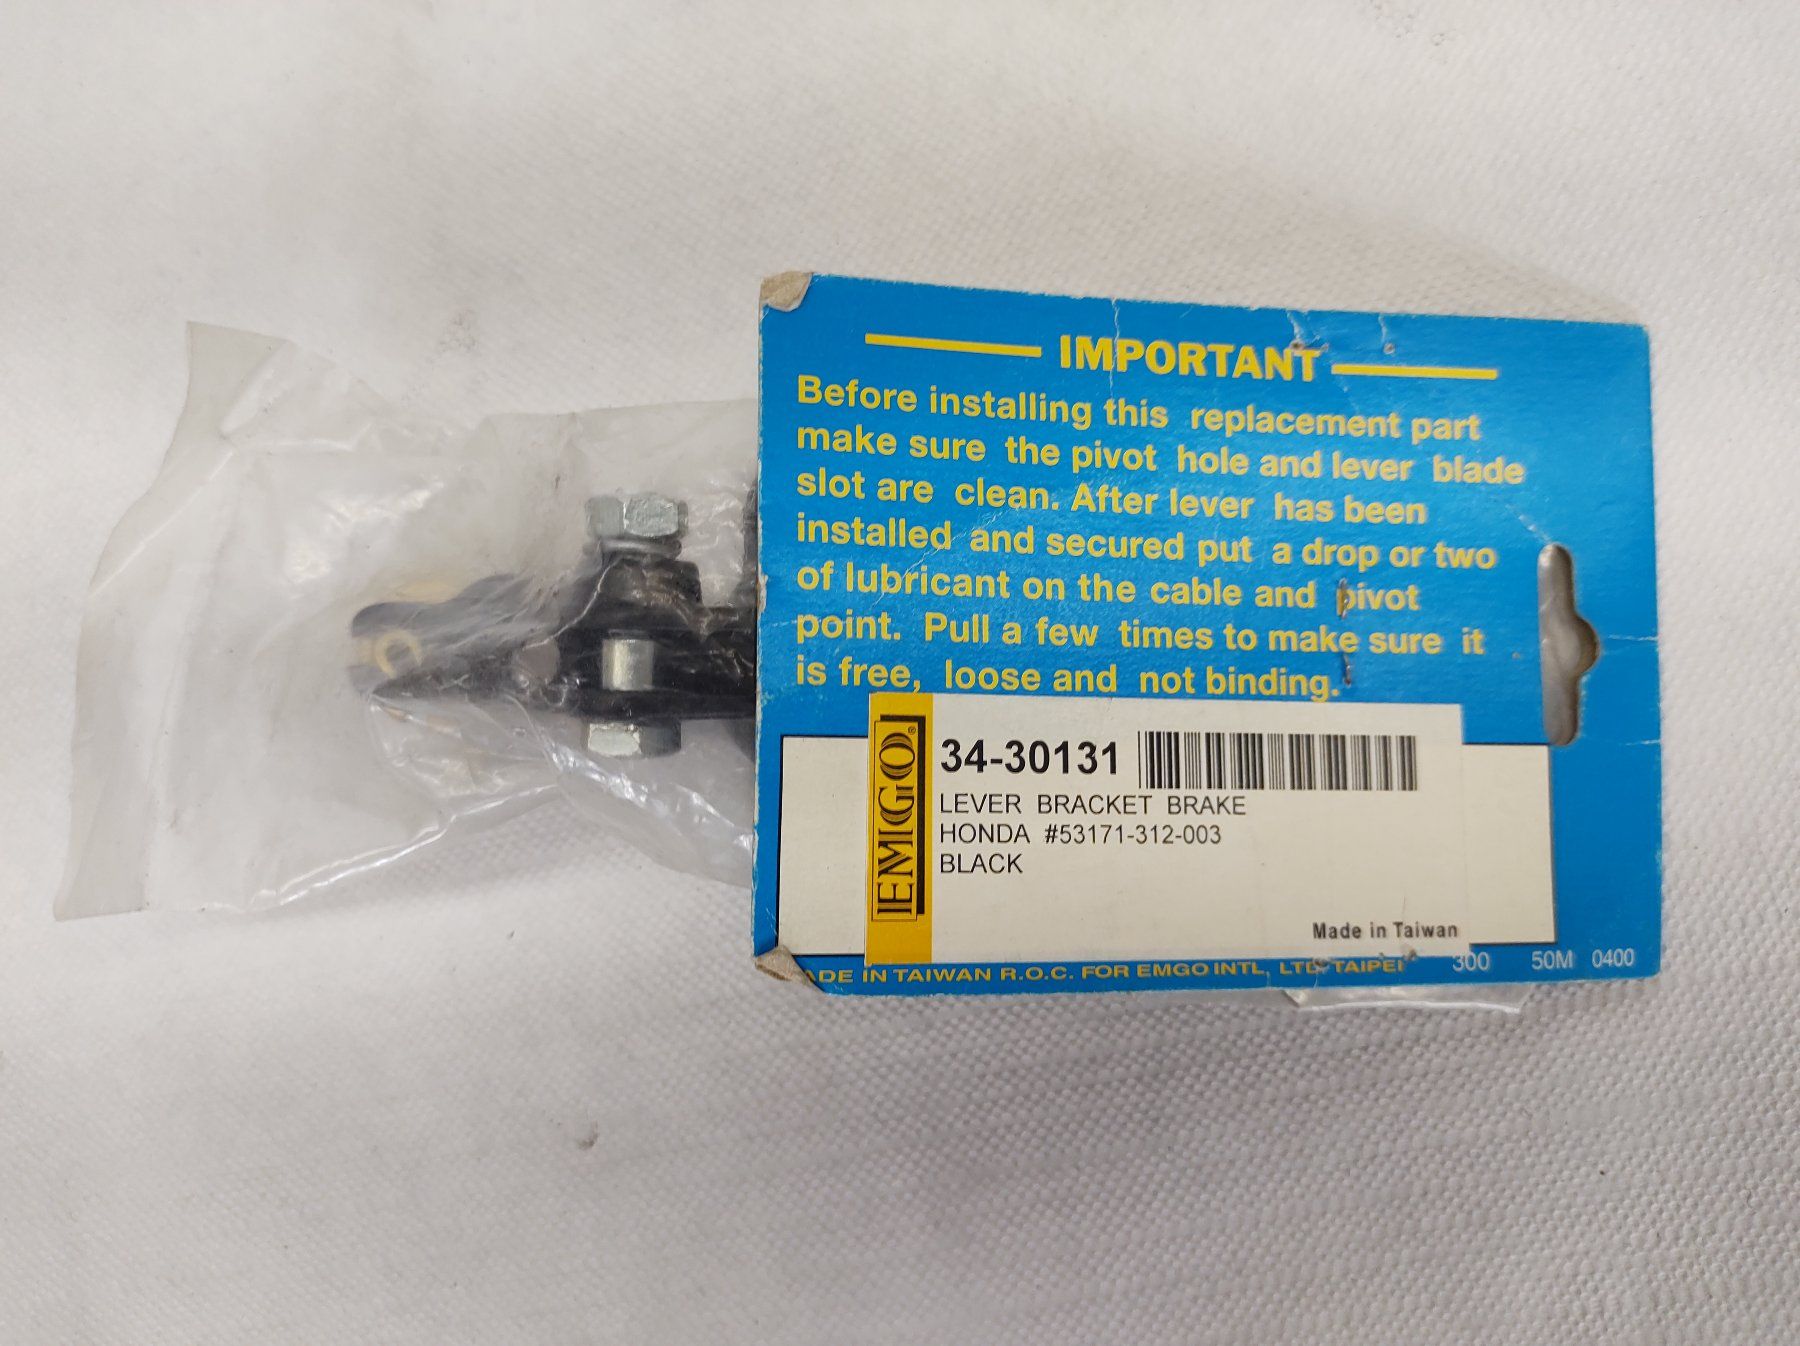 IMPORTANT
Before installing this replacement part
make sure the pivot hole and lever blade
slot are clean. After lever has been
installed and secured put a drop or two
of lubricant on the cable and pivot
point. Pull a few times to make sure it
is free, loose and not binding.
EMGO®
34-30131
LEVER BRACKET BRAKE
HONDA #53171-312-003
BLACK
Made in Taiwan
ADE IN TAIWAN R.O.C. FOR EMGO INTL, LTD. TAIPEI 300 50M 0400